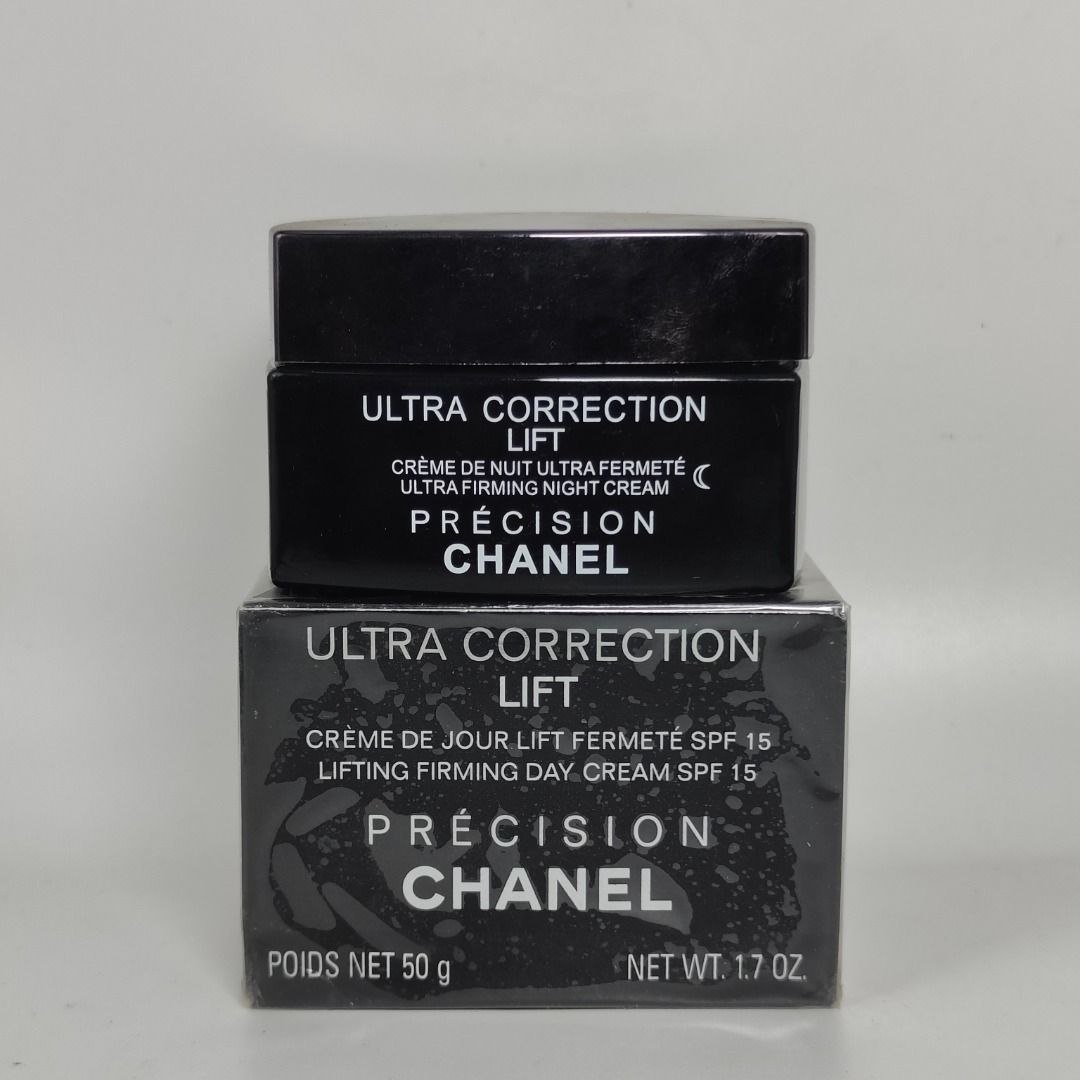 ULTRA CORRECTION
LIFT
CRÈME DE NUIT ULTRA FERMETÉ
ULTRA FIRMING NIGHT CREAM
PRÉCISION
CHANEL
ULTRA CORRECTION
LIFT
CRÈME DE JOUR LIFT FERMETÉ SPF 15
LIFTING FIRMING DAY CREAM SPF 15
PRÉCISION
CHANEL
POIDS NET 50 g NET WT. 1.7 OZ.